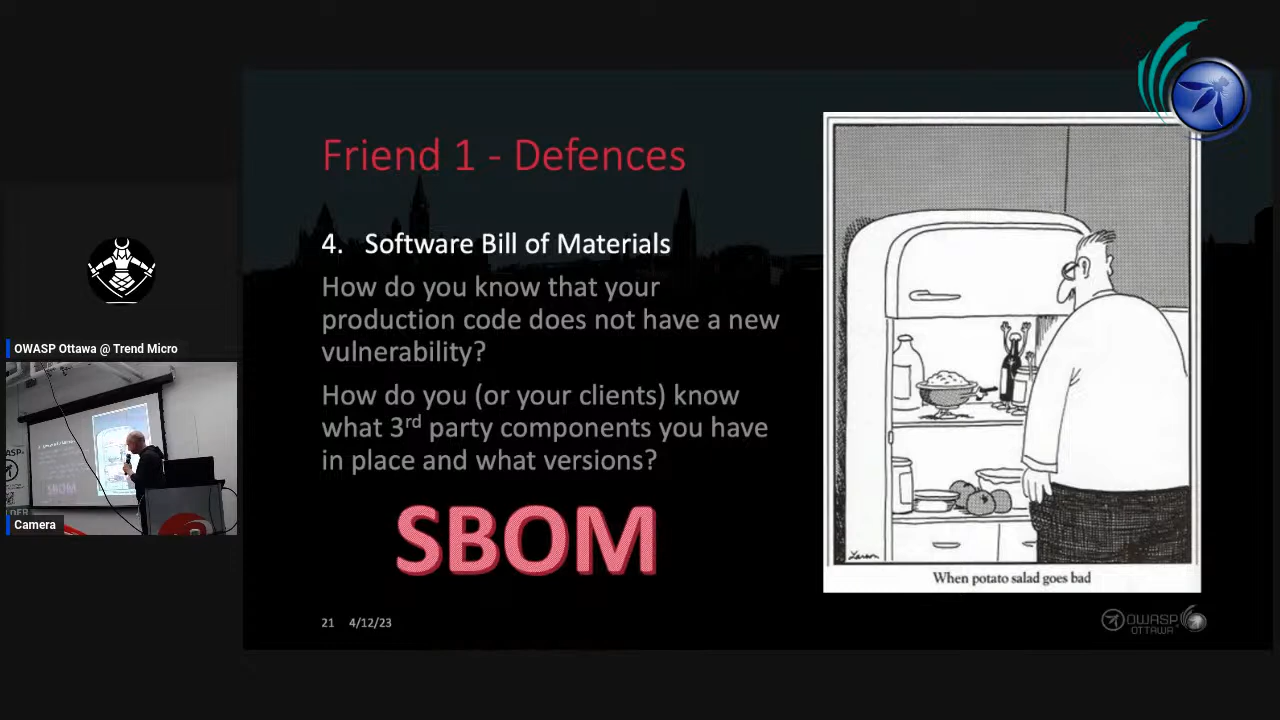 Friend 1 - Defences
4. Software Bill of Materials
How do you know that your
production code does not have a new
vulnerability?
How do you (or your clients) know
what 3rd party components you have
in place and what versions?
SBOM
21 4/12/23
Larson
When potato salad goes bad
OWASP
OTTAWA
OWASP Ottawa @ Trend Micro
SBOM
Camera